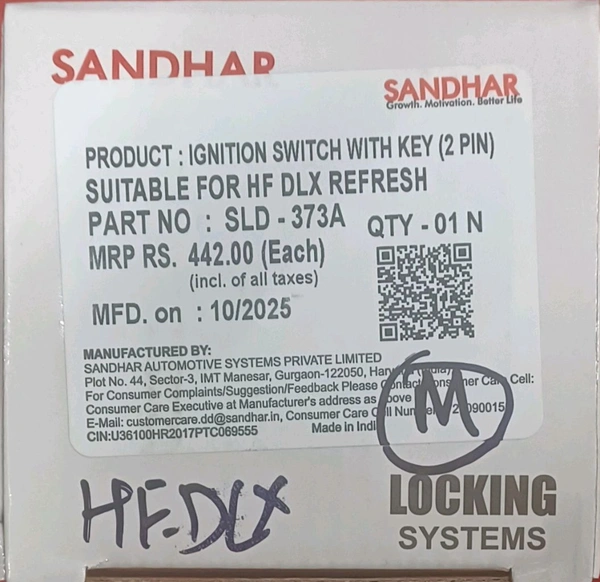 SANDHAR
SANDHAR
Growth. Motivation. Better Life
PRODUCT : IGNITION SWITCH WITH KEY (2 PIN)
SUITABLE FOR HF DLX REFRESH
PART NO : SLD - 373A QTY - 01 N
MRP RS. 442.00 (Each)
(incl. of all taxes)
MFD. on : 10/2025
MANUFACTURED BY:
SANDHAR AUTOMOTIVE SYSTEMS PRIVATE LIMITED
Plot No. 44, Sector-3, IMT Manesar, Gurgaon-122050,
For Consumer Complaints/Suggestion/Feedback Please Contact Cell:
Consumer Care Executive at Manufacturer's address as above
E-Mail: customercare.dd@sandhar.in, Consumer Care
CIN:U36100HR2017PTC069555 Made in
M
HF-DLX
LOCKING
SYSTEMS